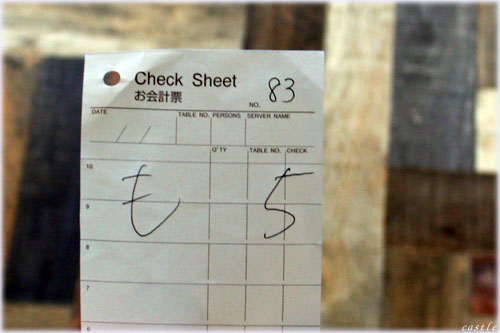 Check Sheet
お会計票
NO. 83
DATE TABLE NO. PERSONS SERVER NAME
/ /
Q'TY TABLE NO. CHECK
10
も 5
9
8
7
castle